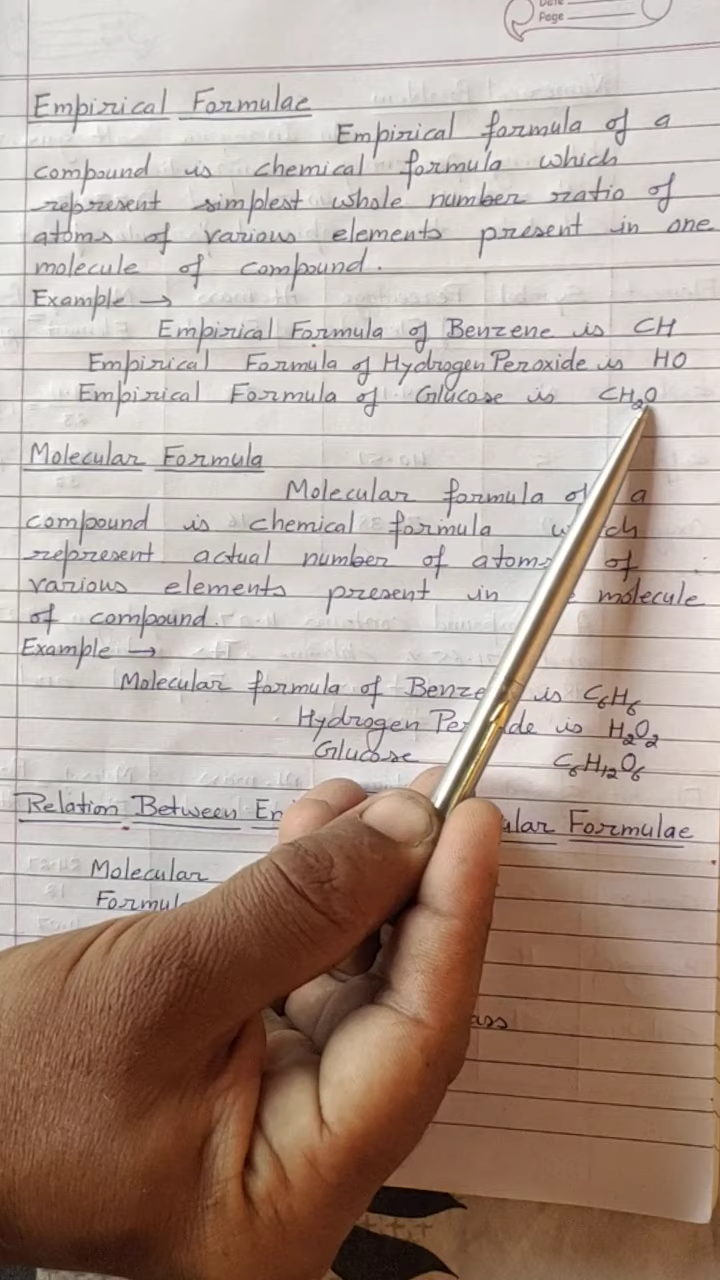 Date
Page
Empirical Formulae
Empirical formula of a
compound is chemical formula which
represent simplest whole number ratio of
atoms of various elements present in one
molecule of compound.
Example →
Empirical Formula of Benzene is CH
Empirical Formula of Hydrogen Peroxide is HO
Empirical Formula of Glucose is CH₂O
Molecular Formula
Molecular formula of a
compound is chemical formula
represent actual number of atoms of
various elements present in molecule
of compound.
Example →
Molecular formula of is C₆H₆
Hydrogen is H₂O₂
Glucose C₆H₁₂O₆
Relation Between Formulae
Molecular